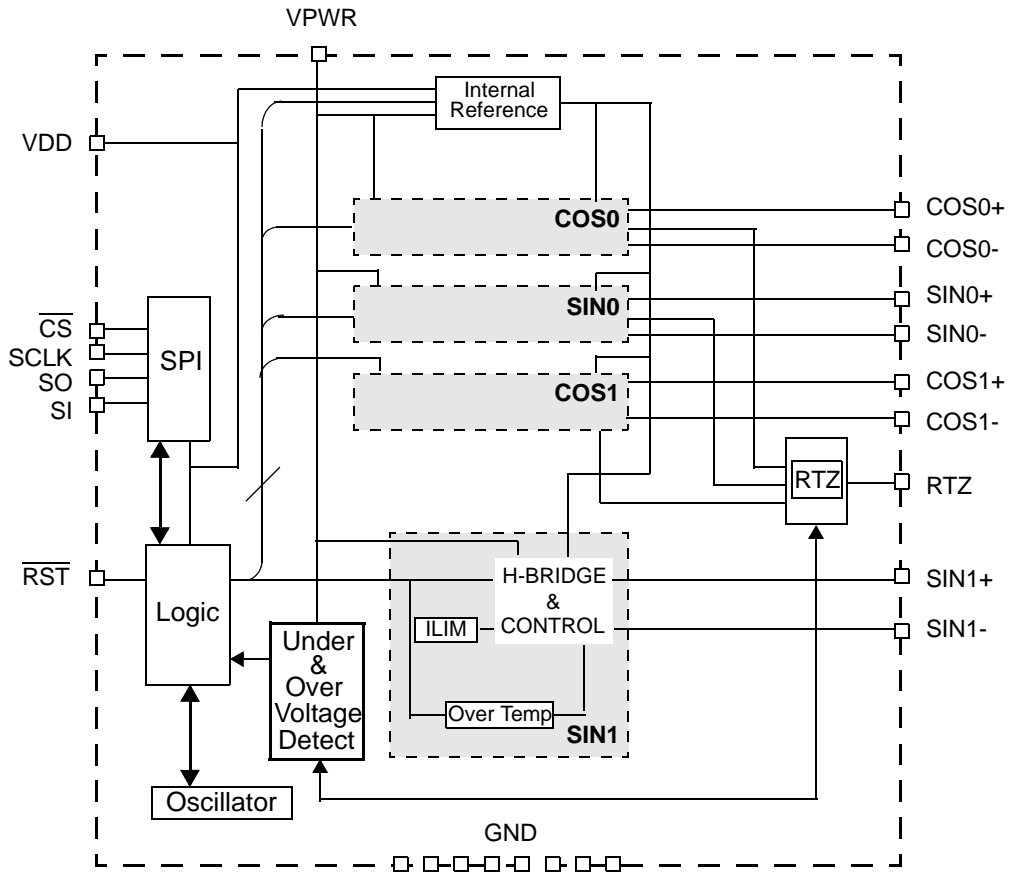 VPWR
Internal
Reference
VDD
COS0
COS0+
COS0-
SIN0
SIN0+
SIN0-
CS
SCLK
SO
SI
SPI
COS1
COS1+
COS1-
RTZ
RTZ
RST
Logic
H-BRIDGE
&
CONTROL
ILIM
SIN1+
SIN1-
Under
&
Over
Voltage
Detect
Over Temp
SIN1
Oscillator
GND